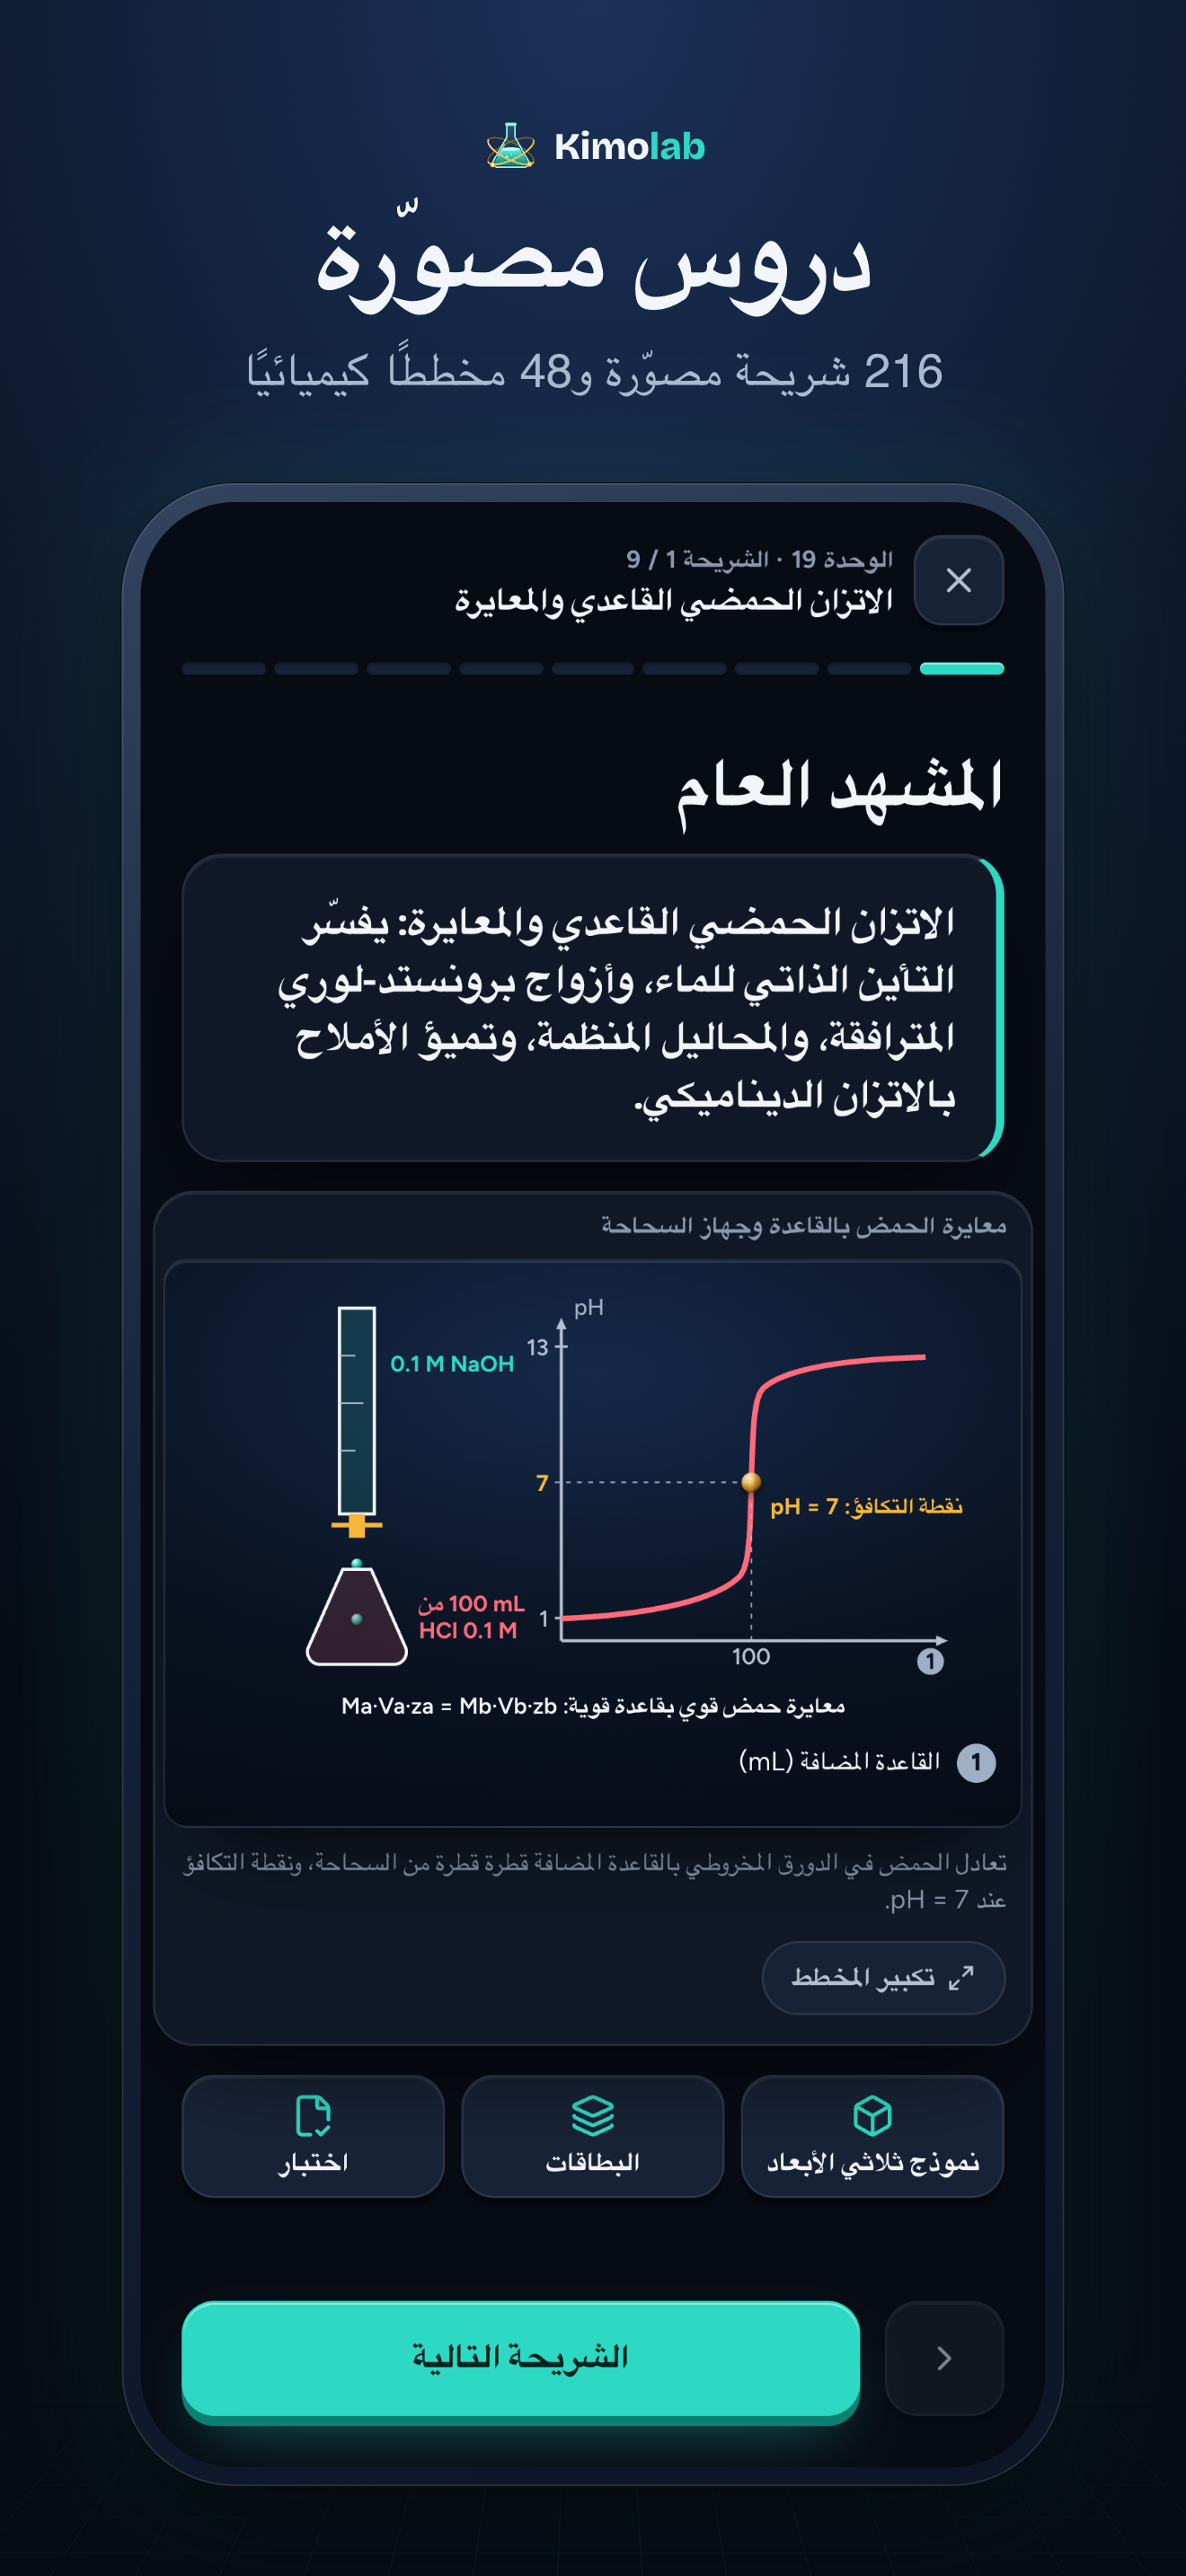 Kimolab
دروس مصوّرة
216 شريحة مصوّرة و48 مخططًا كيميائيًا
الوحدة 19 · الشريحة 1 / 9
الاتزان الحمضي القاعدي والمعايرة
المشهد العام
الاتزان الحمضي القاعدي والمعايرة: يفسّر
التأين الذاتي للماء، وأزواج برونستد-لوري
المترافقة، والمحاليل المنظمة، وتميؤ الأملاح
بالاتزان الديناميكي.
معايرة الحمض بالقاعدة وجهاز السحاحة
pH
13
0.1 M NaOH
7
نقطة التكافؤ: pH = 7
100 mL من
HCl 0.1 M
1
100
1
معايرة حمض قوي بقاعدة قوية: Ma·Va·za = Mb·Vb·zb
1 القاعدة المضافة (mL)
تعادل الحمض في الدورق المخروطي بالقاعدة المضافة قطرة قطرة من السحاحة، ونقطة التكافؤ
عند pH = 7.
تكبير المخطط
نموذج ثلاثي الأبعاد
البطاقات
اختبار
الشريحة التالية